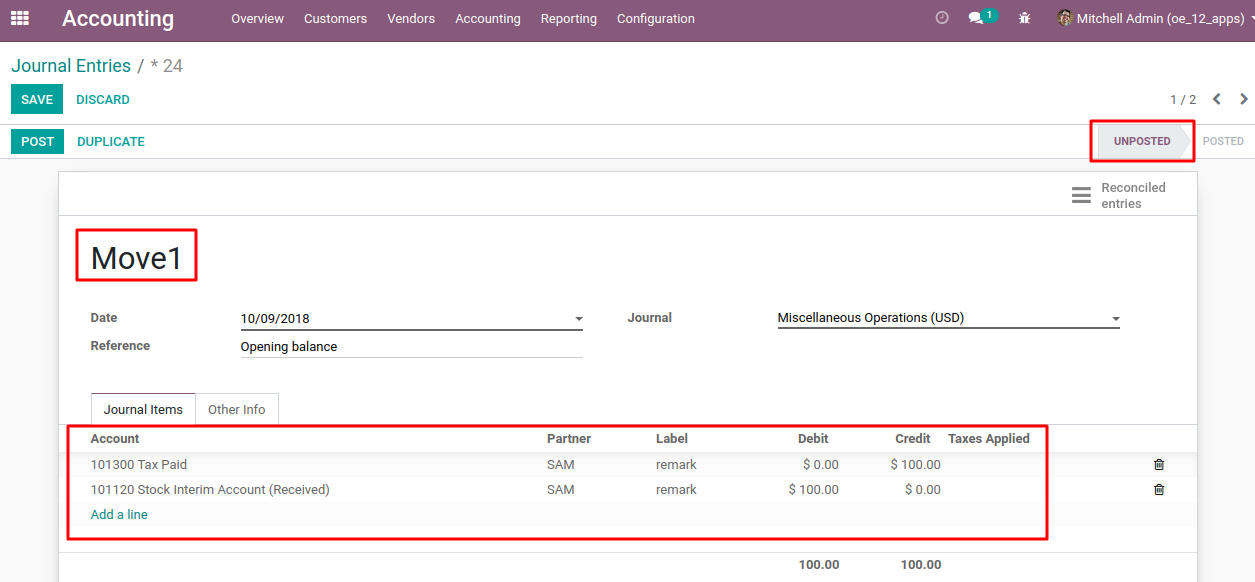 Accounting Overview Customers Vendors Accounting Reporting Configuration 1 Mitchell Admin (oe_12_apps)
Journal Entries / * 24
SAVE DISCARD 1 / 2
POST DUPLICATE UNPOSTED POSTED
Reconciled
entries
Move1
Date 10/09/2018 Journal Miscellaneous Operations (USD)
Reference Opening balance
Journal Items Other Info
Account Partner Label Debit Credit Taxes Applied
101300 Tax Paid SAM remark $ 0.00 $ 100.00
101120 Stock Interim Account (Received) SAM remark $ 100.00 $ 0.00
Add a line
100.00 100.00